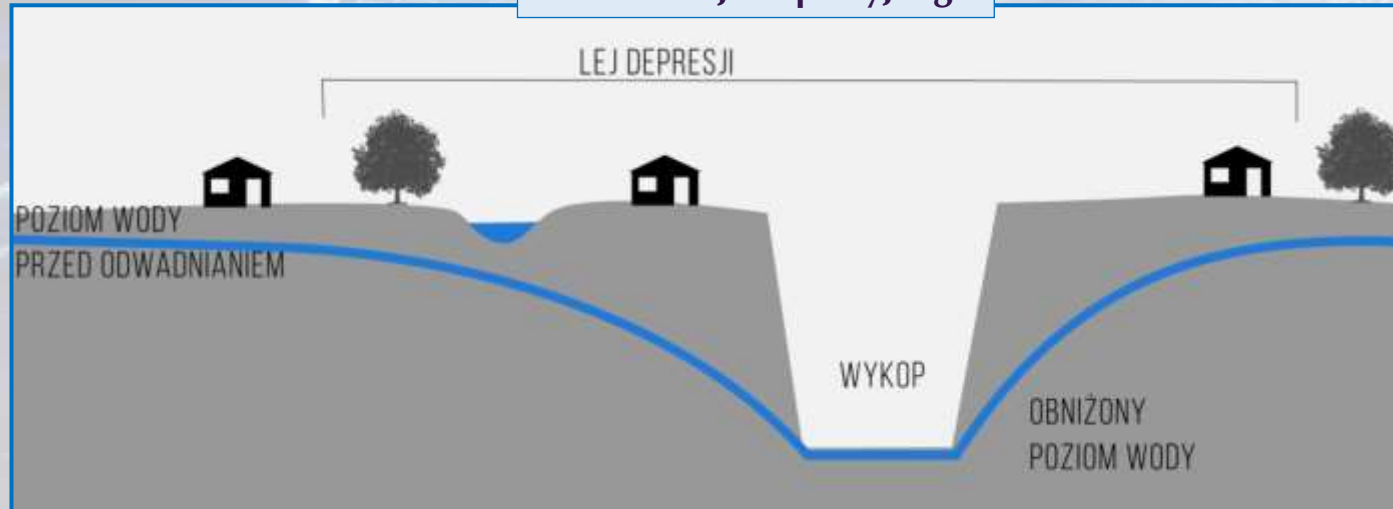 LEJ DEPRESJI
POZIOM WODY
PRZED ODWADNIANIEM
WYKOP
OBNIŻONY
POZIOM WODY